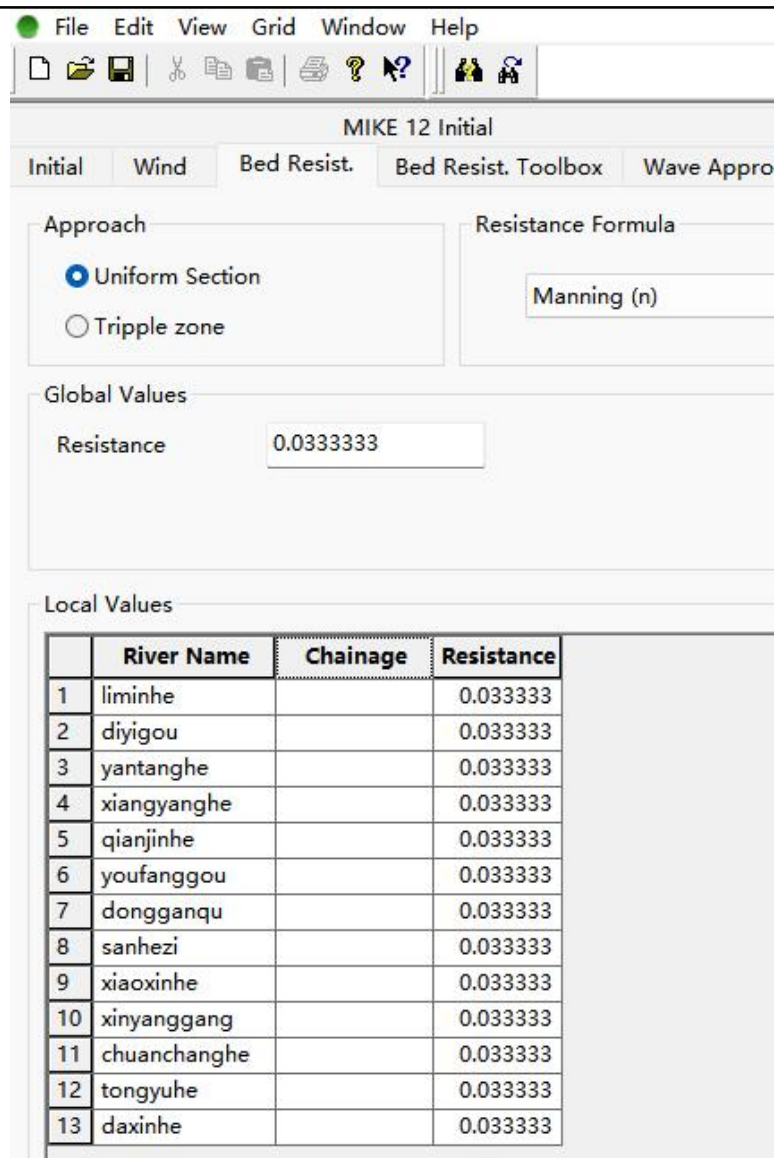 File Edit View Grid Window Help
MIKE 12 Initial
Initial Wind Bed Resist. Bed Resist. Toolbox Wave Appro
Approach
Uniform Section
Tripple zone
Resistance Formula
Manning (n)
Global Values
Resistance 0.0333333
Local Values
River Name Chainage Resistance
1 liminhe 0.033333
2 diyigou 0.033333
3 yantanghe 0.033333
4 xiangyanghe 0.033333
5 qianjinhe 0.033333
6 youfanggou 0.033333
7 dongganqu 0.033333
8 sanhezi 0.033333
9 xiaoxinhe 0.033333
10 xinyanggang 0.033333
11 chuanchanghe 0.033333
12 tongyuhe 0.033333
13 daxinhe 0.033333